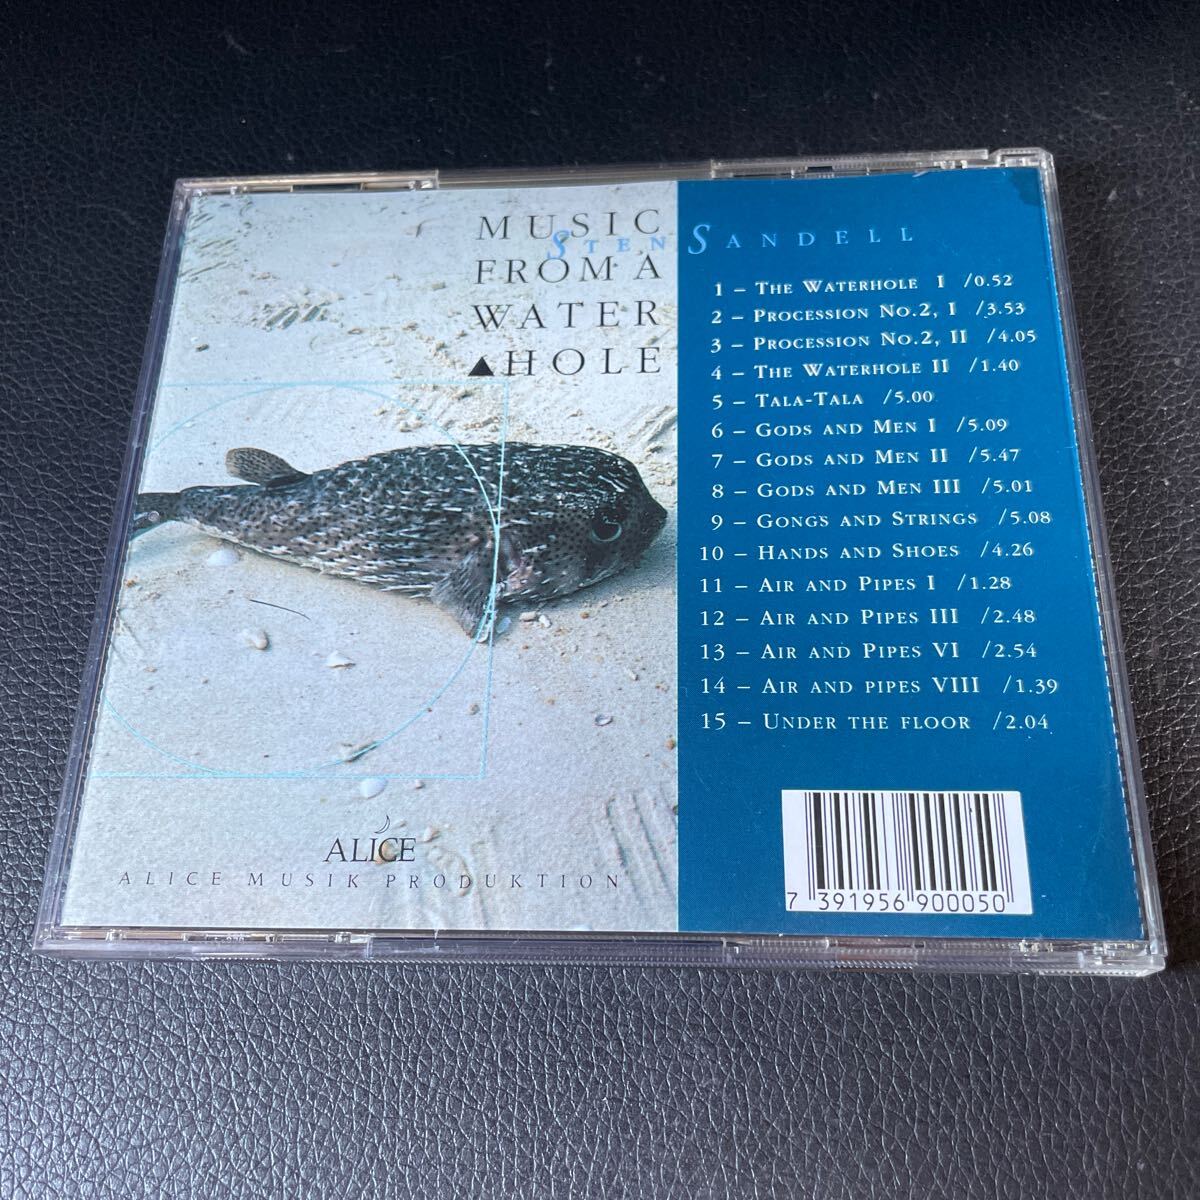 MUSIC
FROM A
WATER
▲HOLE
STEN SANDELL
1 – THE WATERHOLE I /0.52
2 – PROCESSION NO.2, I /3.53
3 – PROCESSION NO.2, II /4.05
4 – THE WATERHOLE II /1.40
5 – TALA-TALA /5.00
6 – GODS AND MEN I /5.09
7 – GODS AND MEN II /5.47
8 – GODS AND MEN III /5.01
9 – GONGS AND STRINGS /5.08
10 – HANDS AND SHOES /4.26
11 – AIR AND PIPES I /1.28
12 – AIR AND PIPES III /2.48
13 – AIR AND PIPES VI /2.54
14 – AIR AND PIPES VIII /1.39
15 – UNDER THE FLOOR /2.04
ALICE
ALICE MUSIK PRODUKTION
7 391956 900050